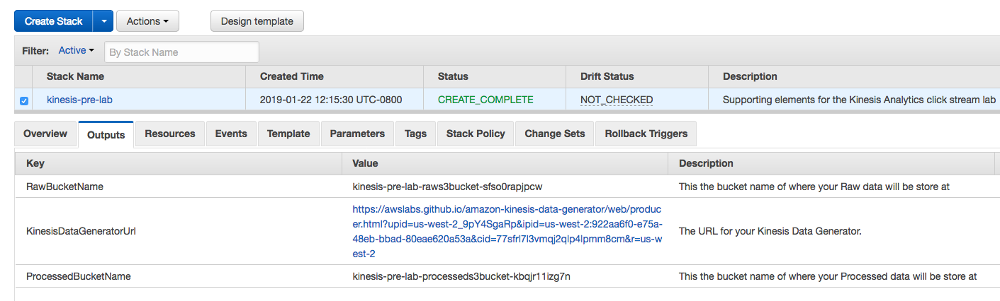 Create Stack Actions Design template
Filter: Active By Stack Name
Stack Name Created Time Status Drift Status Description
kinesis-pre-lab 2019-01-22 12:15:30 UTC-0800 CREATE_COMPLETE NOT_CHECKED Supporting elements for the Kinesis Analytics click stream lab
Overview Outputs Resources Events Template Parameters Tags Stack Policy Change Sets Rollback Triggers
Key Value Description
RawBucketName kinesis-pre-lab-raws3bucket-sfso0rapjpcw This the bucket name of where your Raw data will be store at
KinesisDataGeneratorUrl
https://awslabs.github.io/amazon-kinesis-data-generator/web/produc
er.html?upid=us-west-2_9pY4SgaRp&ipid=us-west-2:922aa6f0-e75a-
48eb-bbad-80eae620a53a&cid=77sfrl7l3vmqj2qlp4lpmm8cm&r=us-w
est-2
The URL for your Kinesis Data Generator.
ProcessedBucketName kinesis-pre-lab-processeds3bucket-kbqjr11izg7n This the bucket name of where your Processed data will be store at